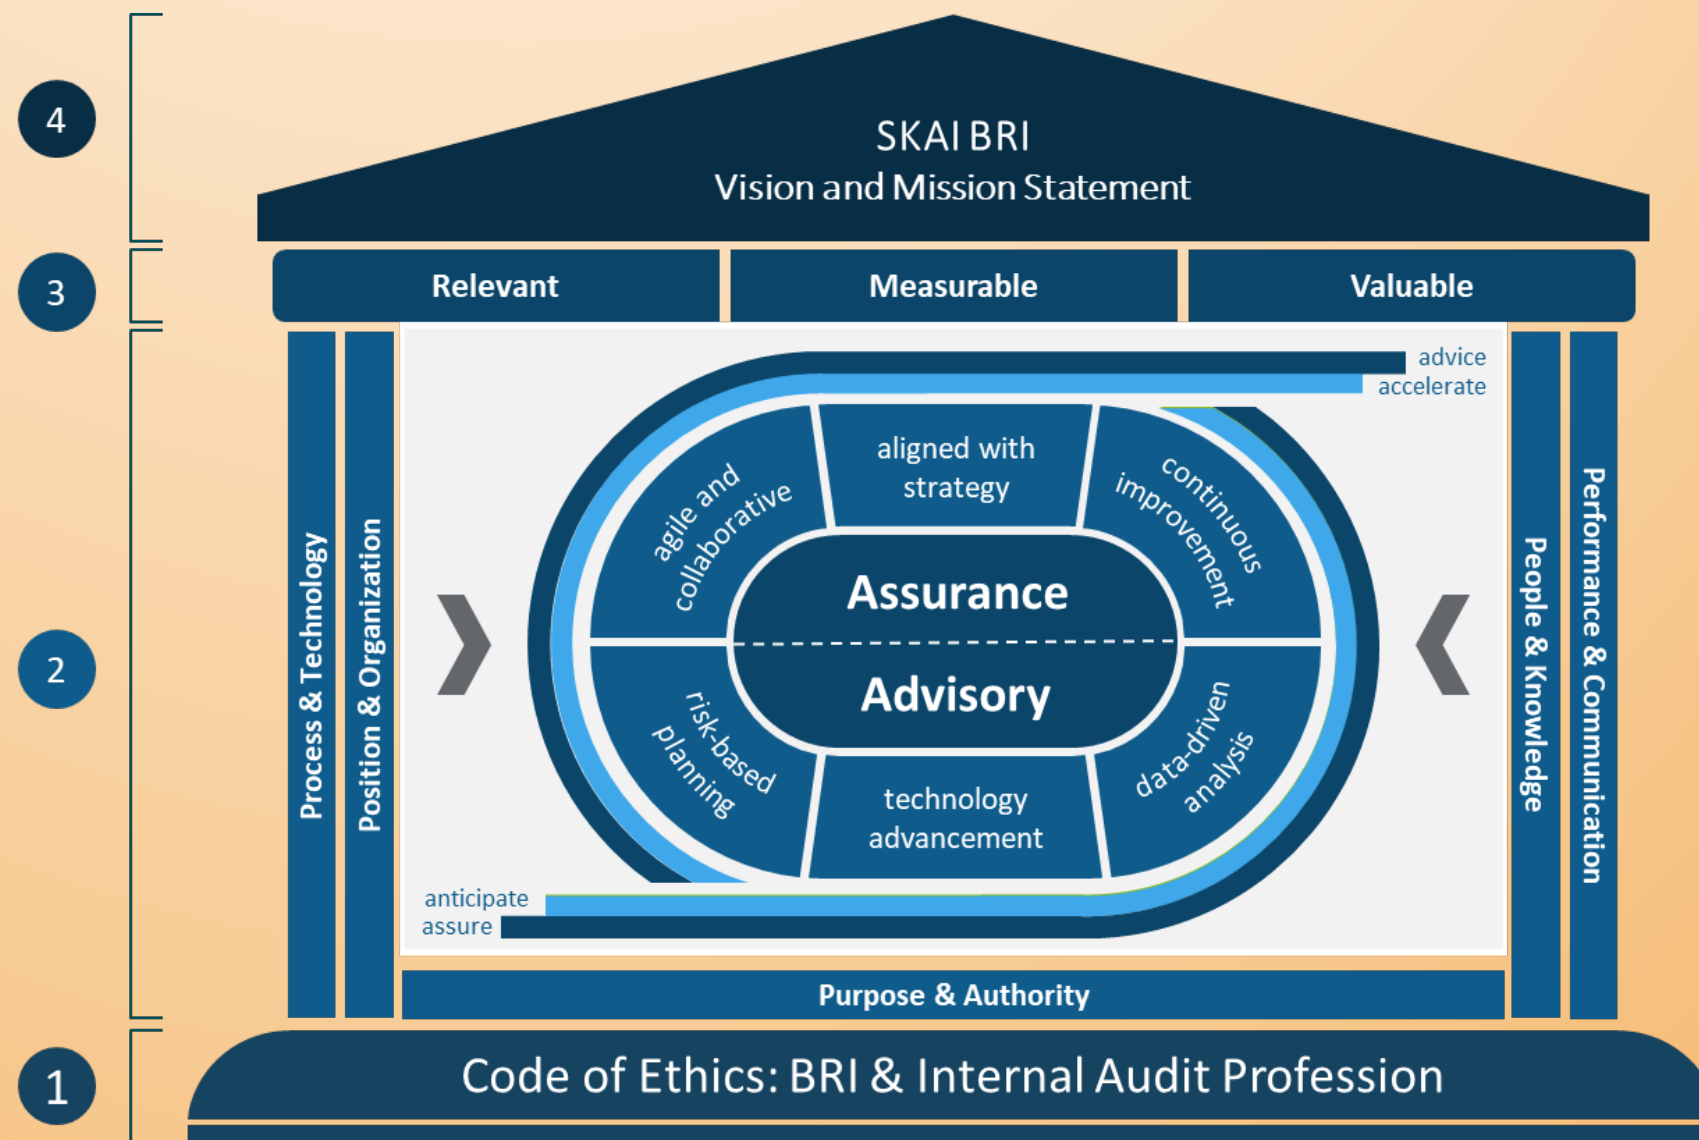 4
SKAI BRI
Vision and Mission Statement
3
Relevant
Measurable
Valuable
2
Process & Technology
Position & Organization
advice
accelerate
agile and
collaborative
aligned with
strategy
continuous
improvement
Assurance
Advisory
risk-based
planning
technology
advancement
data-driven
analysis
anticipate
assure
People & Knowledge
Performance & Communication
Purpose & Authority
1
Code of Ethics: BRI & Internal Audit Profession